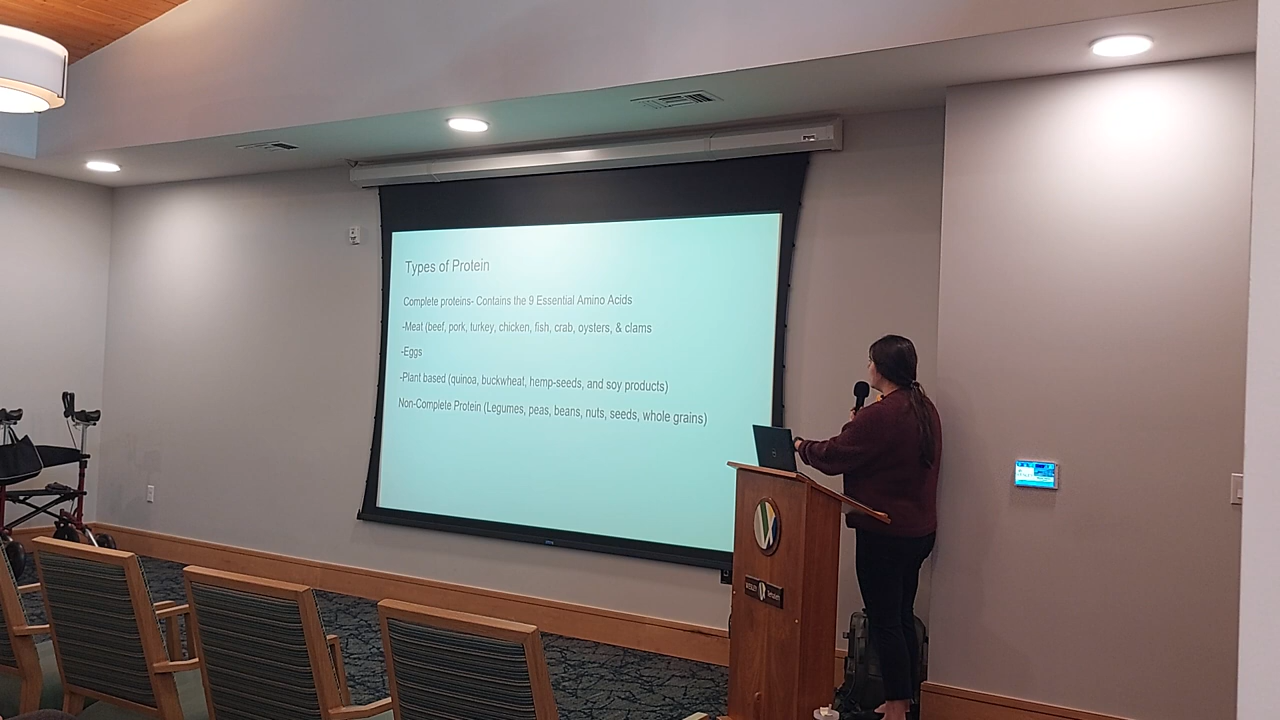 Types of Protein
Complete proteins- Contains the 9 Essential Amino Acids
-Meat (beef, pork, turkey, chicken, fish, crab, oysters, & clams
-Eggs
-Plant based (quinoa, buckwheat, hemp-seeds, and soy products)
Non-Complete Protein (Legumes, peas, beans, nuts, seeds, whole grains)